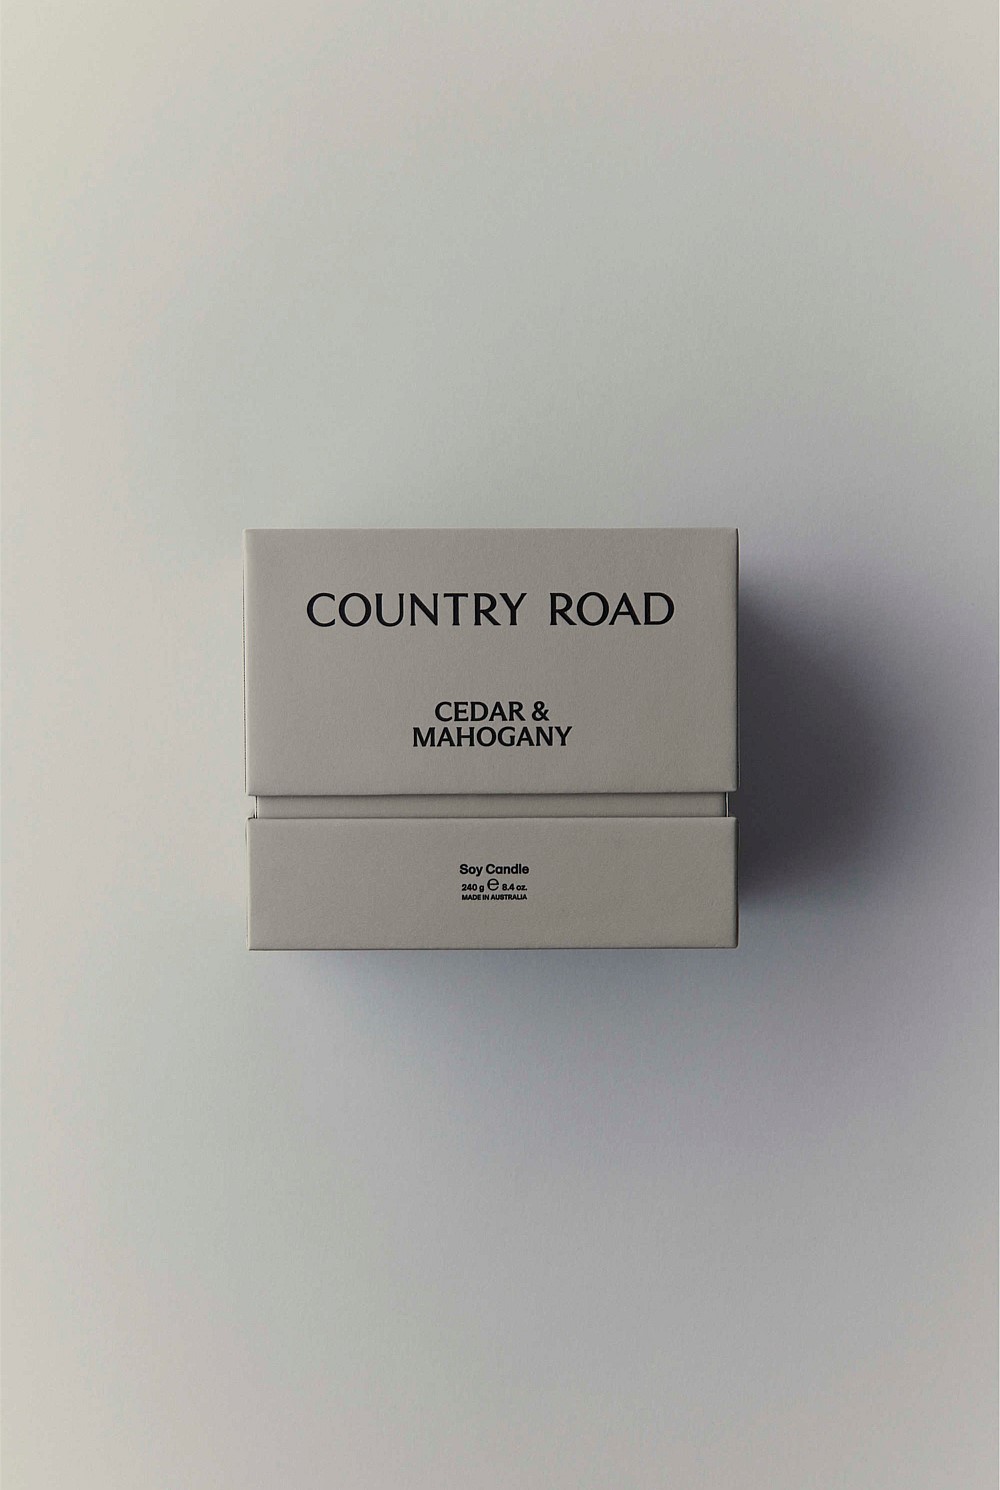 COUNTRY ROAD
CEDAR &
MAHOGANY
Soy Candle
240 g ℮ 8.4 oz.
MADE IN AUSTRALIA